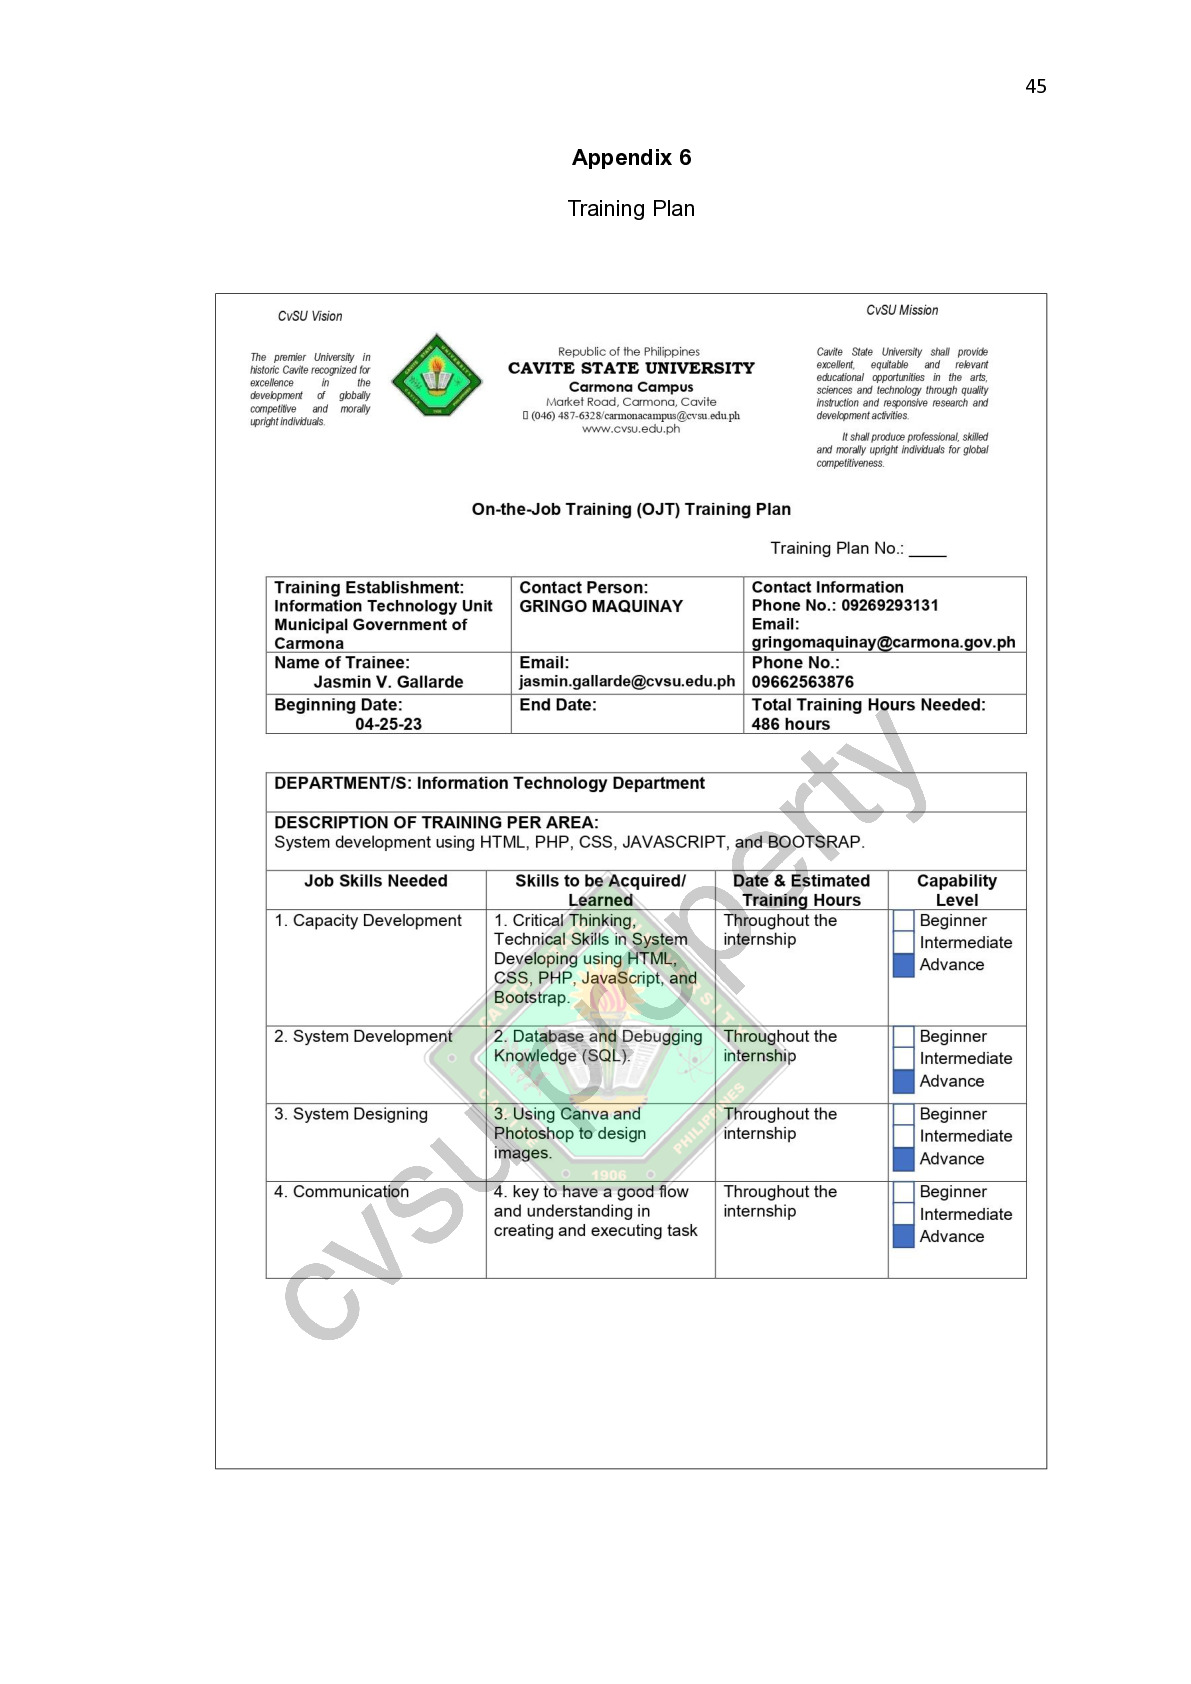 45
Appendix 6
Training Plan
CvSU Vision
The premier University in
historic Cavite recognized for
excellence in the
development of globally
competitive and morally
upright individuals.
Republic of the Philippines
CAVITE STATE UNIVERSITY
Carmona Campus
Market Road, Carmona, Cavite
(046) 487-6328/carmonacampus@cvsu.edu.ph
www.cvsu.edu.ph
CvSU Mission
Cavite State University shall provide
excellent, equitable and relevant
educational opportunities in the arts,
sciences and technology through quality
instruction and responsive research and
development activities.
It shall produce professional, skilled
and morally upright individuals for global
competitiveness.
On-the-Job Training (OJT) Training Plan
Training Plan No.: ____
Training Establishment:
Information Technology Unit
Municipal Government of
Carmona
Contact Person:
GRINGO MAQUINAY
Contact Information
Phone No.: 09269293131
Email:
gringomaquinay@carmona.gov.ph
Name of Trainee:
Jasmin V. Gallarde
Email:
jasmin.gallarde@cvsu.edu.ph
Phone No.:
09662563876
Beginning Date:
04-25-23
End Date:
Total Training Hours Needed:
486 hours
DEPARTMENT/S: Information Technology Department
DESCRIPTION OF TRAINING PER AREA:
System development using HTML, PHP, CSS, JAVASCRIPT, and BOOTSRAP.
Job Skills Needed
Skills to be Acquired/
Learned
Date & Estimated
Training Hours
Capability
Level
1. Capacity Development
1. Critical Thinking,
Technical Skills in System
Developing using HTML,
CSS, PHP, JavaScript, and
Bootstrap.
Throughout the
internship
Beginner
Intermediate
Advance
2. System Development
2. Database and Debugging
Knowledge (SQL).
Throughout the
internship
Beginner
Intermediate
Advance
3. System Designing
3. Using Canva and
Photoshop to design
images.
Throughout the
internship
Beginner
Intermediate
Advance
4. Communication
4. key to have a good flow
and understanding in
creating and executing task
Throughout the
internship
Beginner
Intermediate
Advance
cvsu property
1906